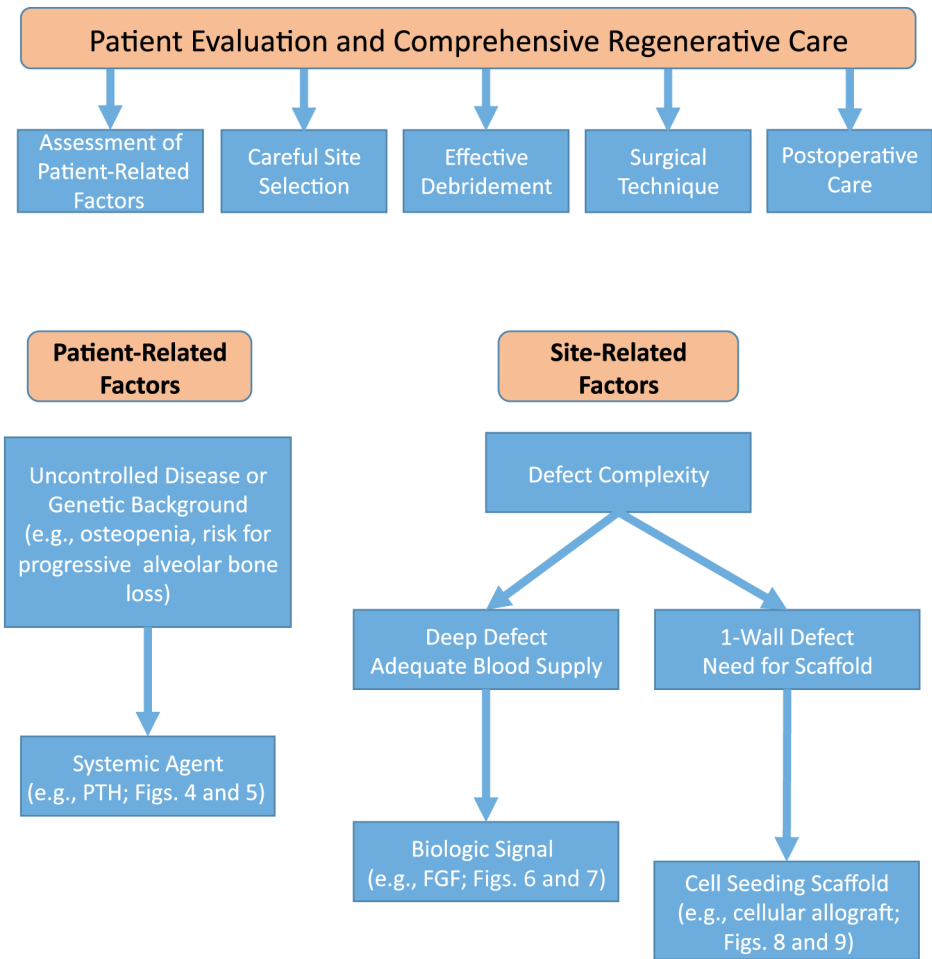 Patient Evaluation and Comprehensive Regenerative Care
Assessment of
Patient-Related
Factors
Careful Site
Selection
Effective
Debridement
Surgical
Technique
Postoperative
Care
Patient-Related
Factors
Uncontrolled Disease or
Genetic Background
(e.g., osteopenia, risk for
progressive alveolar bone
loss)
Systemic Agent
(e.g., PTH; Figs. 4 and 5)
Site-Related
Factors
Defect Complexity
Deep Defect
Adequate Blood Supply
1-Wall Defect
Need for Scaffold
Biologic Signal
(e.g., FGF; Figs. 6 and 7)
Cell Seeding Scaffold
(e.g., cellular allograft;
Figs. 8 and 9)